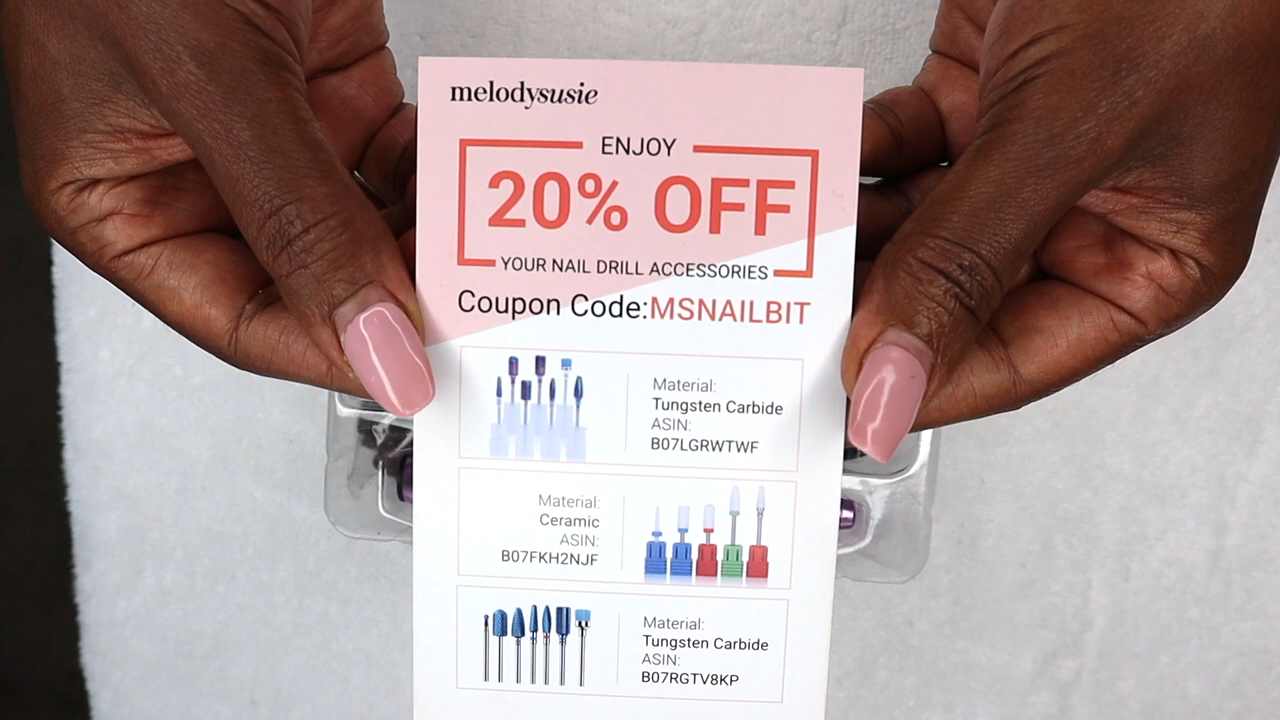 melodysusie
ENJOY
20% OFF
YOUR NAIL DRILL ACCESSORIES
Coupon Code:MSNAILBIT
Material:
Tungsten Carbide
ASIN:
B07LGRWTWF
Material:
Ceramic
ASIN:
B07FKH2NJF
Material:
Tungsten Carbide
ASIN:
B07RGTV8KP